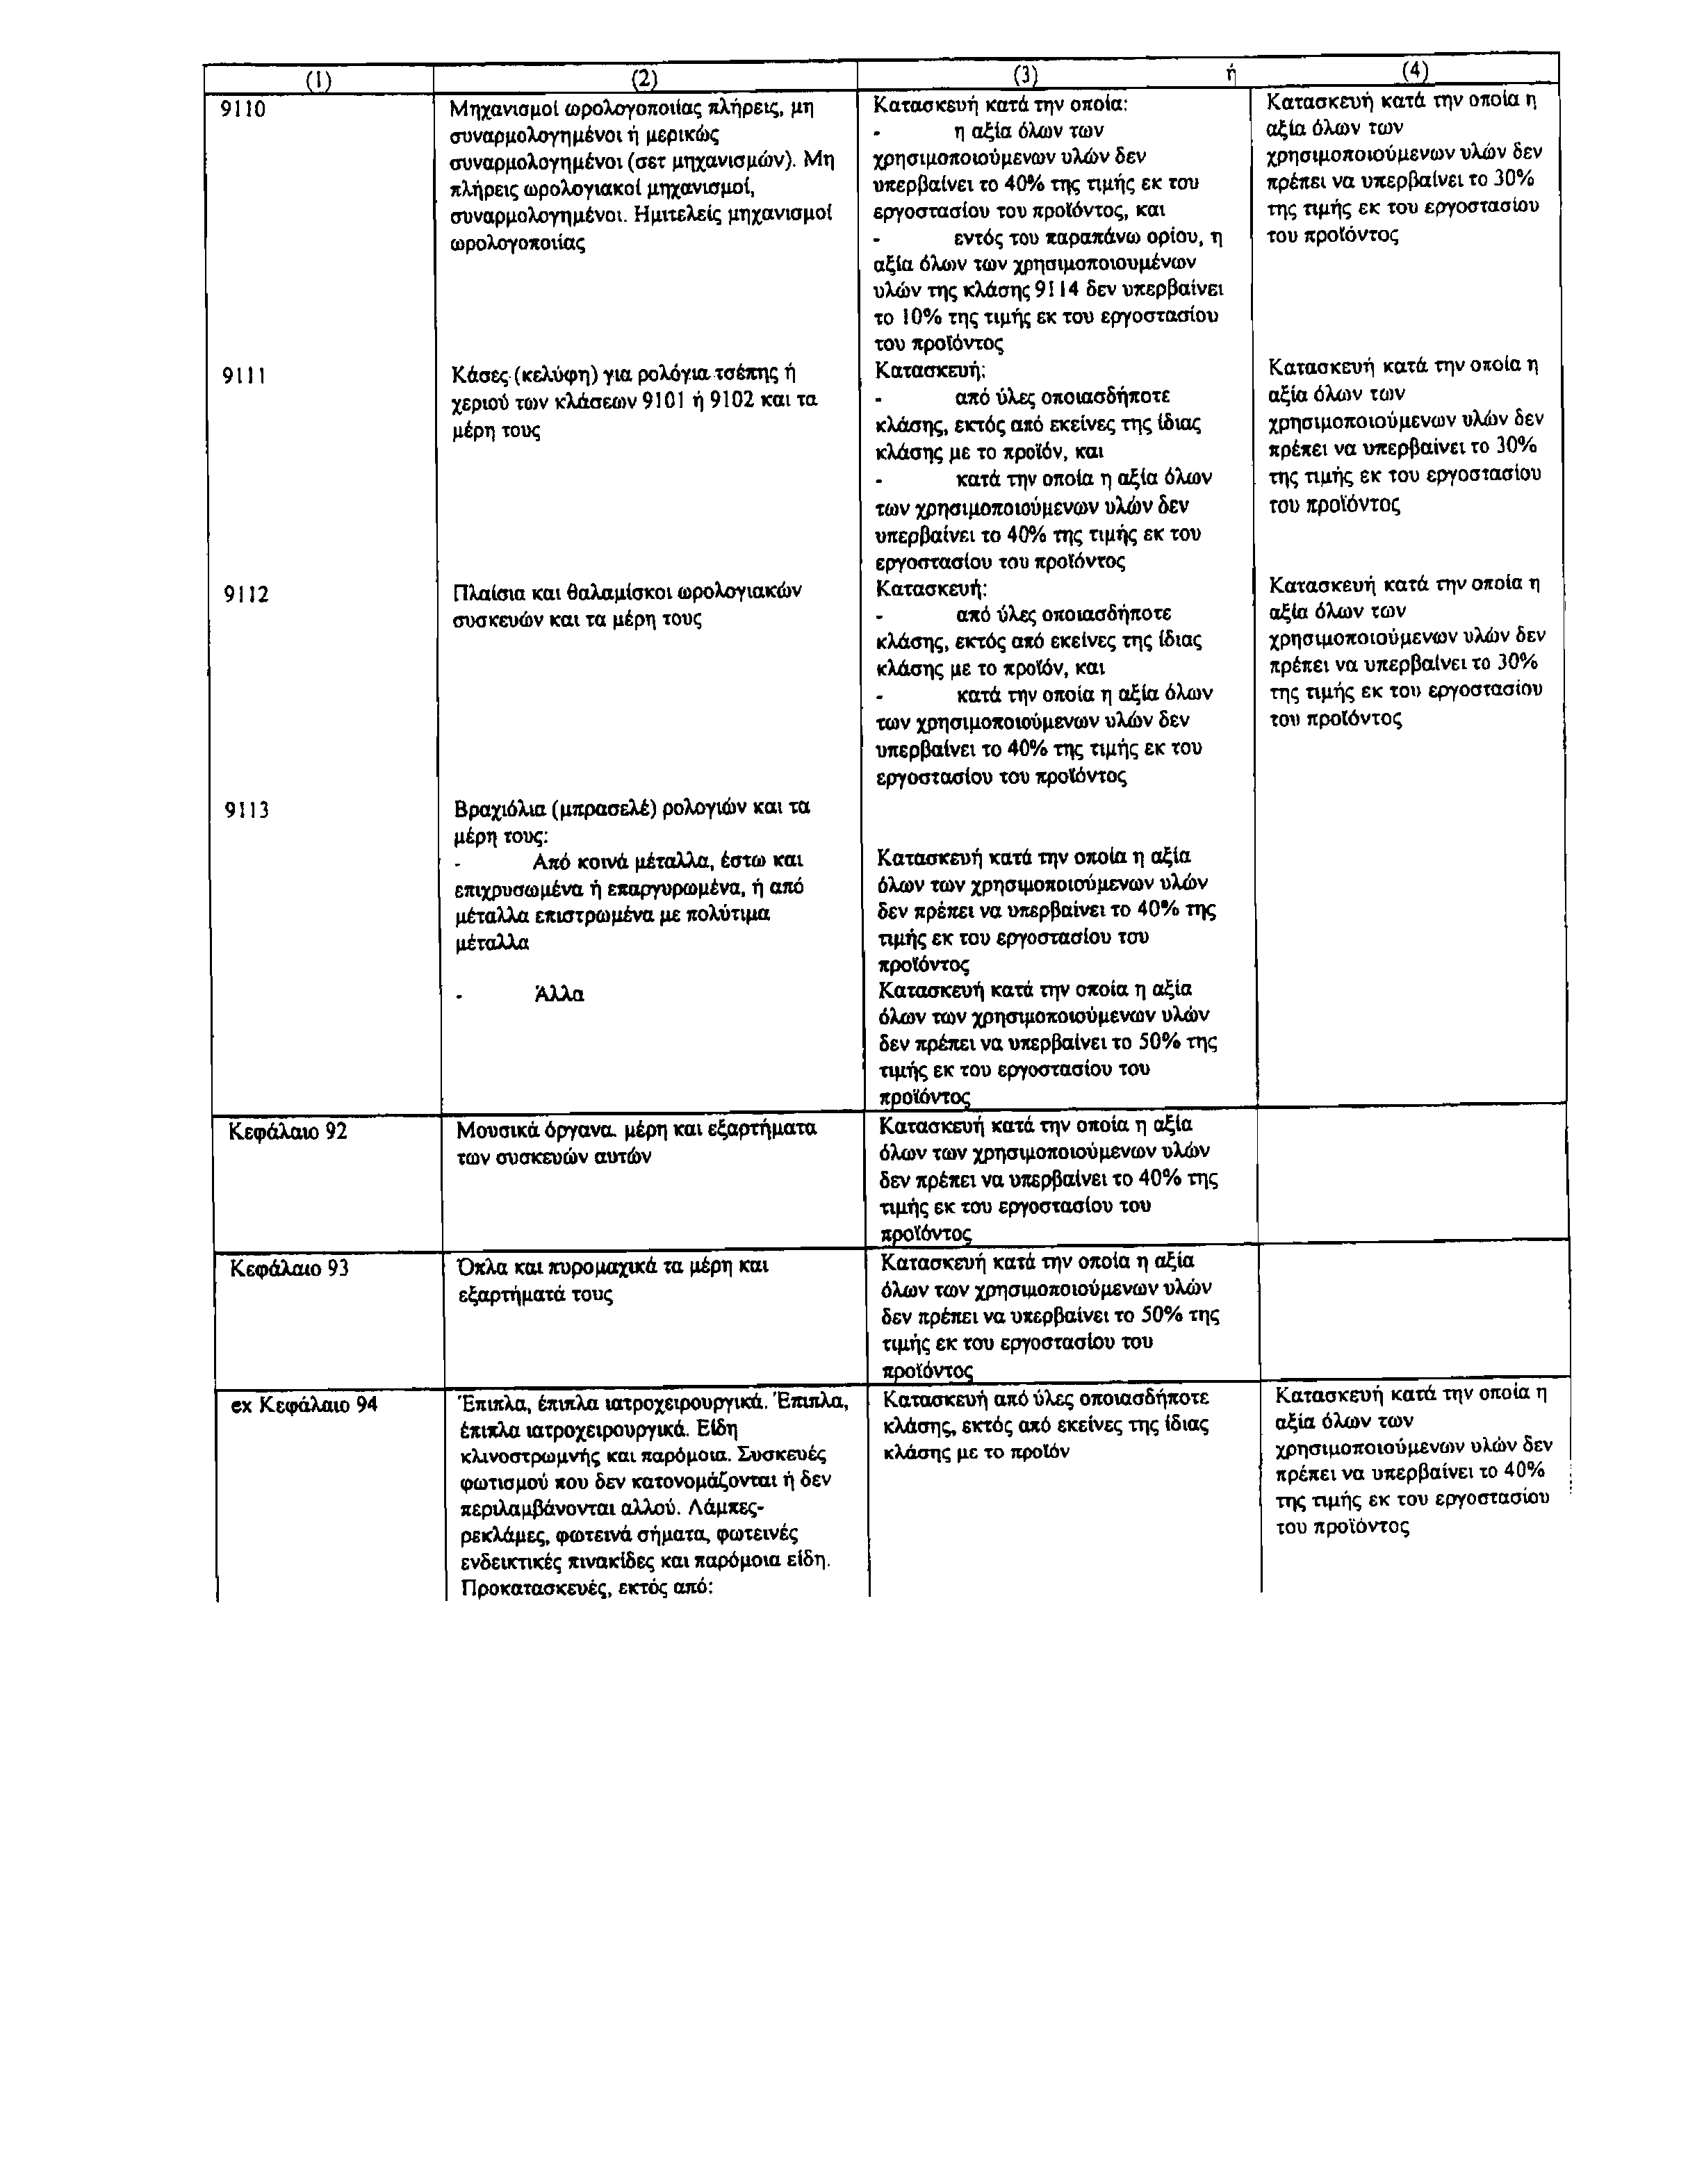 (1) (2) (3) ή (4)
9110
Μηχανισμοί ωρολογοποιίας πλήρεις, μη
συναρμολογημένοι ή μερικώς
συναρμολογημένοι (σετ μηχανισμών). Μη
πλήρεις ωρολογιακοί μηχανισμοί,
συναρμολογημένοι. Ημιτελείς μηχανισμοί
ωρολογοποιίας
Κατασκευή κατά την οποία:
- η αξία όλων των
χρησιμοποιούμενων υλών δεν
υπερβαίνει το 40% της τιμής εκ του
εργοστασίου του προϊόντος, και
- εντός του παραπάνω ορίου, η
αξία όλων των χρησιμοποιουμένων
υλών της κλάσης 9114 δεν υπερβαίνει
το 10% της τιμής εκ του εργοστασίου
του προϊόντος
Κατασκευή κατά την οποία η
αξία όλων των
χρησιμοποιούμενων υλών δεν
πρέπει να υπερβαίνει το 30%
της τιμής εκ του εργοστασίου
του προϊόντος
9111
Κάσες (κελύφη) για ρολόγια τσέπης ή
χεριού των κλάσεων 9101 ή 9102 και τα
μέρη τους
Κατασκευή:
- από ύλες οποιασδήποτε
κλάσης, εκτός από εκείνες της ίδιας
κλάσης με το προϊόν, και
- κατά την οποία η αξία όλων
των χρησιμοποιούμενων υλών δεν
υπερβαίνει το 40% της τιμής εκ του
εργοστασίου του προϊόντος
Κατασκευή κατά την οποία η
αξία όλων των
χρησιμοποιούμενων υλών δεν
πρέπει να υπερβαίνει το 30%
της τιμής εκ του εργοστασίου
του προϊόντος
9112
Πλαίσια και θαλαμίσκοι ωρολογιακών
συσκευών και τα μέρη τους
Κατασκευή:
- από ύλες οποιασδήποτε
κλάσης, εκτός από εκείνες της ίδιας
κλάσης με το προϊόν, και
- κατά την οποία η αξία όλων
των χρησιμοποιούμενων υλών δεν
υπερβαίνει το 40% της τιμής εκ του
εργοστασίου του προϊόντος
Κατασκευή κατά την οποία η
αξία όλων των
χρησιμοποιούμενων υλών δεν
πρέπει να υπερβαίνει το 30%
της τιμής εκ του εργοστασίου
του προϊόντος
9113
Βραχιόλια (μπρασελέ) ρολογιών και τα
μέρη τους:
- Από κοινά μέταλλα, έστω και
επιχρυσωμένα ή επαργυρωμένα, ή από
μέταλλα επιστρωμένα με πολύτιμα
μέταλλα
Κατασκευή κατά την οποία η αξία
όλων των χρησιμοποιούμενων υλών
δεν πρέπει να υπερβαίνει το 40% της
τιμής εκ του εργοστασίου του
προϊόντος
- Άλλα
Κατασκευή κατά την οποία η αξία
όλων των χρησιμοποιούμενων υλών
δεν πρέπει να υπερβαίνει το 50% της
τιμής εκ του εργοστασίου του
προϊόντος
Κεφάλαιο 92
Μουσικά όργανα. μέρη και εξαρτήματα
των συσκευών αυτών
Κατασκευή κατά την οποία η αξία
όλων των χρησιμοποιούμενων υλών
δεν πρέπει να υπερβαίνει το 40% της
τιμής εκ του εργοστασίου του
προϊόντος
Κεφάλαιο 93
Όπλα και πυρομαχικά τα μέρη και
εξαρτήματά τους
Κατασκευή κατά την οποία η αξία
όλων των χρησιμοποιούμενων υλών
δεν πρέπει να υπερβαίνει το 50% της
τιμής εκ του εργοστασίου του
προϊόντος
ex Κεφάλαιο 94
Έπιπλα, έπιπλα ιατροχειρουργικά. Έπιπλα,
έπιπλα ιατροχειρουργικά. Είδη
κλινοστρωμνής και παρόμοια. Συσκευές
φωτισμού που δεν κατονομάζονται ή δεν
περιλαμβάνονται αλλού. Λάμπες-
ρεκλάμες, φωτεινά σήματα, φωτεινές
ενδεικτικές πινακίδες και παρόμοια είδη.
Προκατασκευές, εκτός από:
Κατασκευή από ύλες οποιασδήποτε
κλάσης, εκτός από εκείνες της ίδιας
κλάσης με το προϊόν
Κατασκευή κατά την οποία η
αξία όλων των
χρησιμοποιούμενων υλών δεν
πρέπει να υπερβαίνει το 40%
της τιμής εκ του εργοστασίου
του προϊόντος